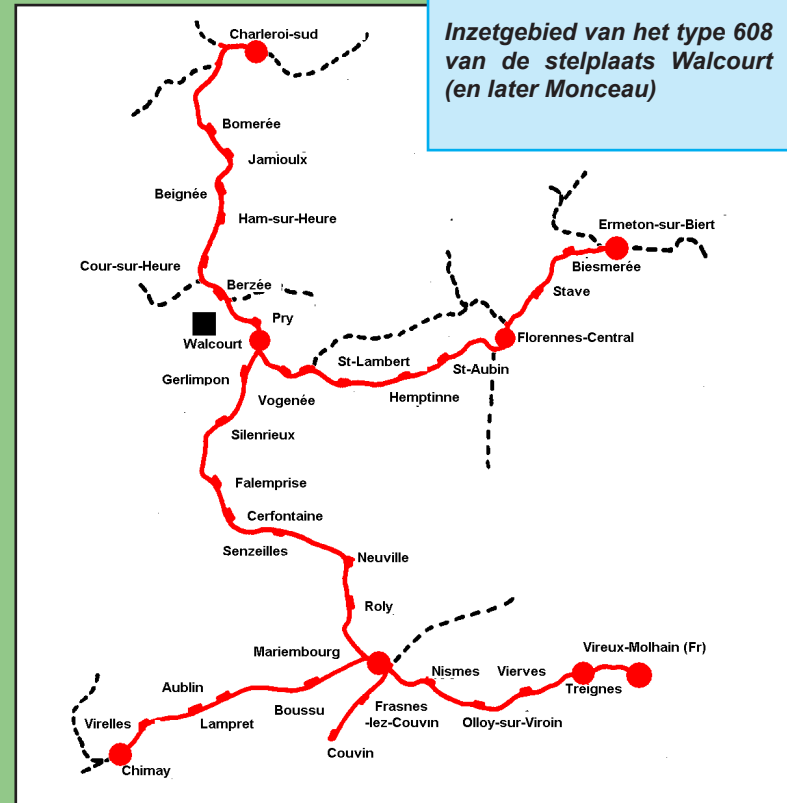 Inzetgebied van het type 608
van de stelplaats Walcourt
(en later Monceau)
Charleroi-sud
Bomerée
Jamioulx
Beignée
Ham-sur-Heure
Ermeton-sur-Biert
Cour-sur-Heure
Biesmerée
Berzée
Stave
Pry
Florennes-Central
Walcourt
St-Lambert
St-Aubin
Gerlimpon
Vogenée
Hemptinne
Silenrieux
Falemprise
Cerfontaine
Senzeilles
Neuville
Roly
Mariembourg
Vireux-Molhain (Fr)
Nismes
Vierves
Treignes
Aublin
Boussu
Frasnes
-lez-Couvin
Olloy-sur-Viroin
Virelles
Lampret
Couvin
Chimay